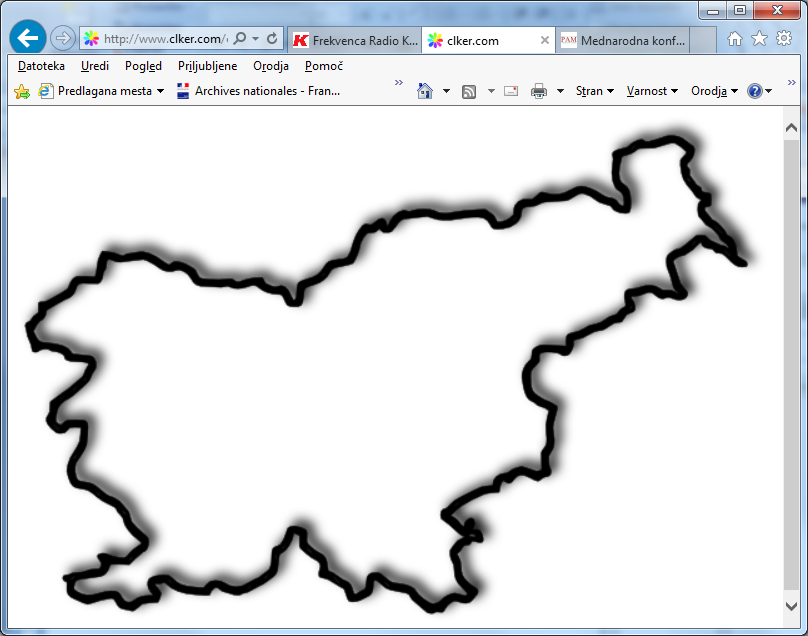 http://www.clker.com/
Frekvenca Radio K...
clker.com
PAM Mednarodna konf...
Datoteka Uredi Pogled Priljubljene Orodja Pomoč
Predlagana mesta Archives nationales - Fran... Stran Varnost Orodja